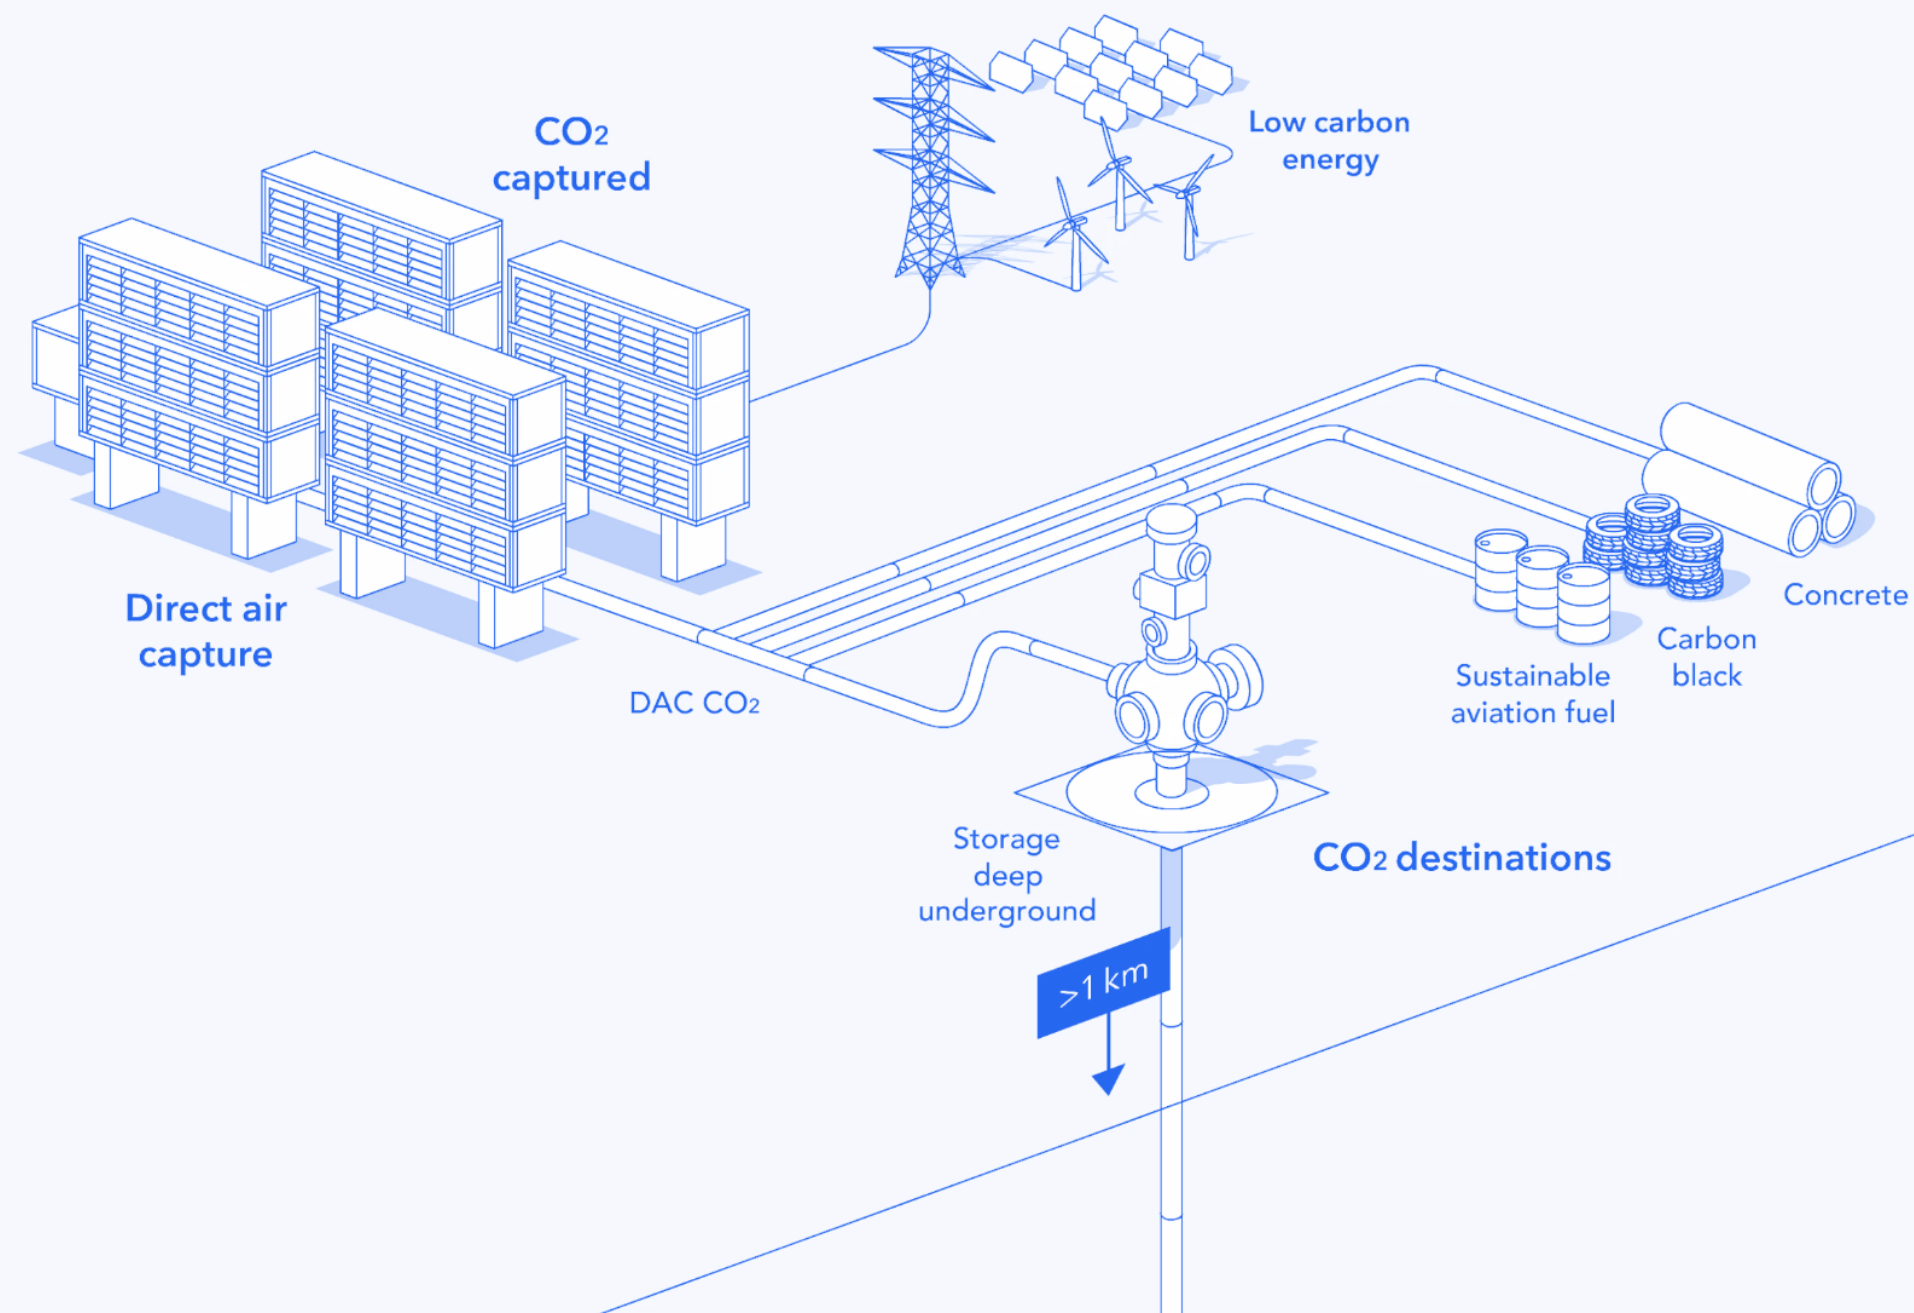 CO2
captured
Low carbon
energy
Direct air
capture
DAC CO2
Concrete
Carbon
black
Sustainable
aviation fuel
Storage
deep
underground
CO2 destinations
>1 km